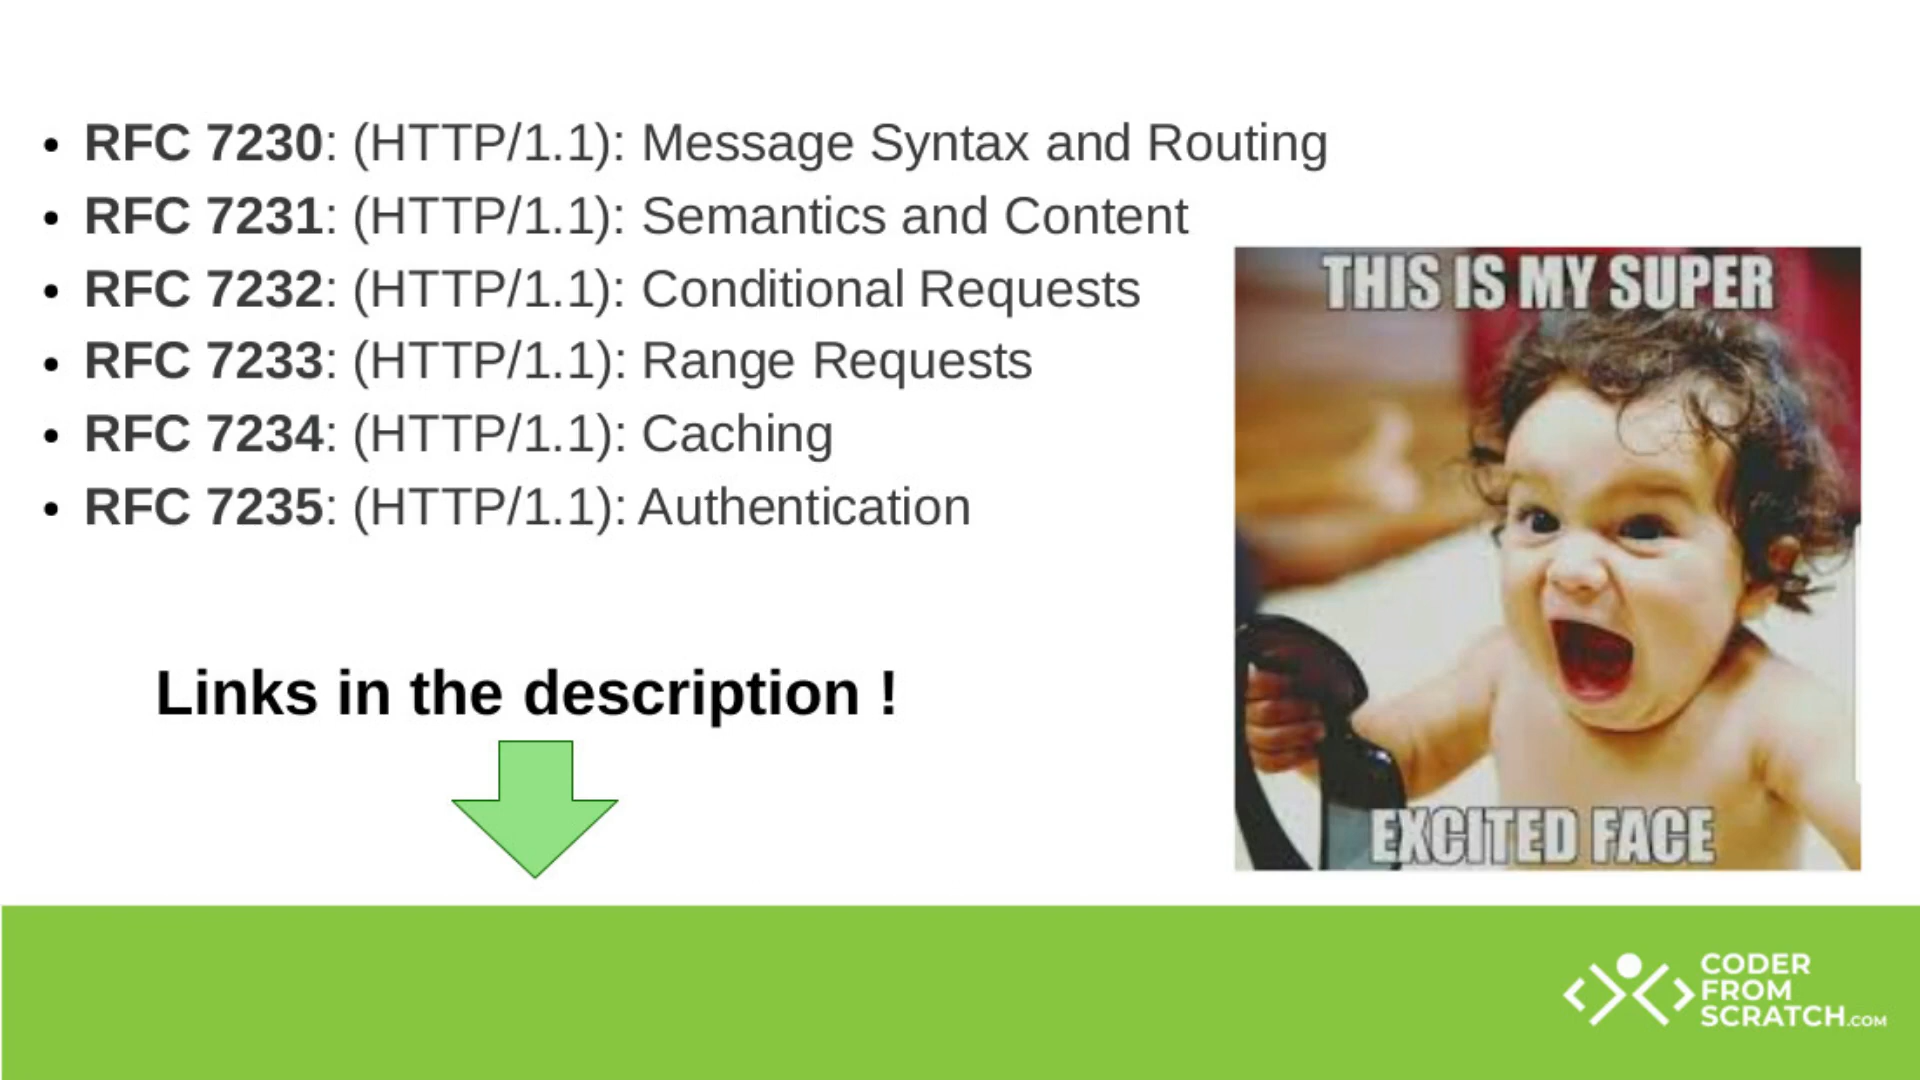 RFC 7230: (HTTP/1.1): Message Syntax and Routing
RFC 7231: (HTTP/1.1): Semantics and Content
RFC 7232: (HTTP/1.1): Conditional Requests
RFC 7233: (HTTP/1.1): Range Requests
RFC 7234: (HTTP/1.1): Caching
RFC 7235: (HTTP/1.1): Authentication
THIS IS MY SUPER
EXCITED FACE
Links in the description !
CODER
FROM
SCRATCH.COM